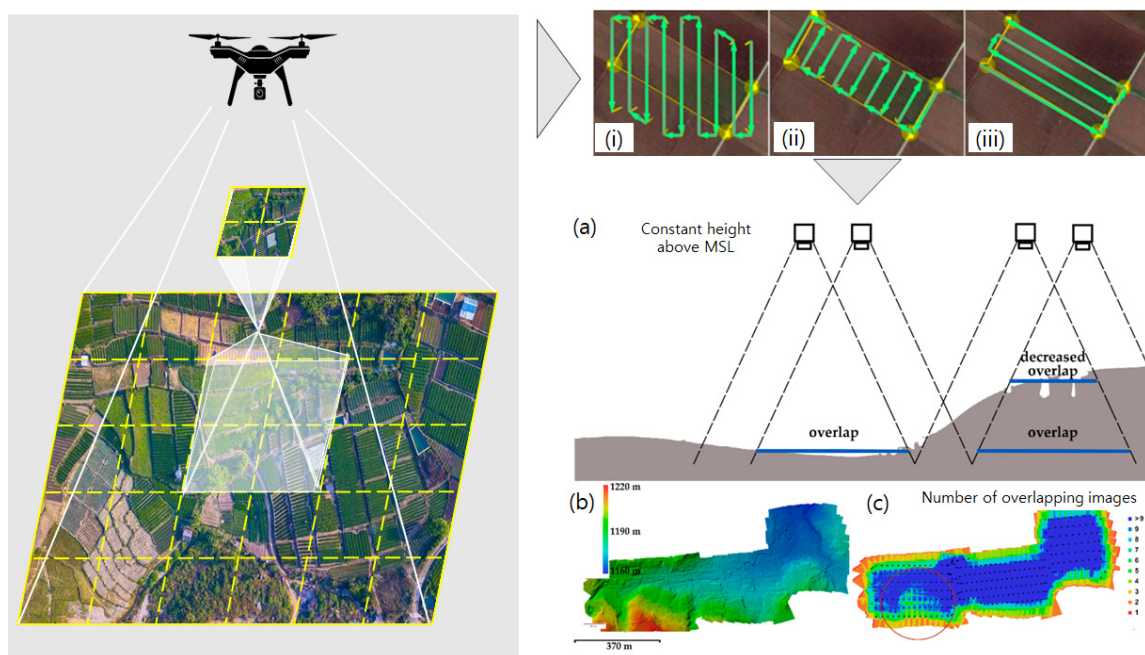 (i)
(ii)
(iii)
(a)
Constant height
above MSL
decreased
overlap
overlap
overlap
(b)
1220 m
1190 m
1160 m
370 m
(c)
Number of overlapping images
>9
9
8
7
6
5
4
3
2
1